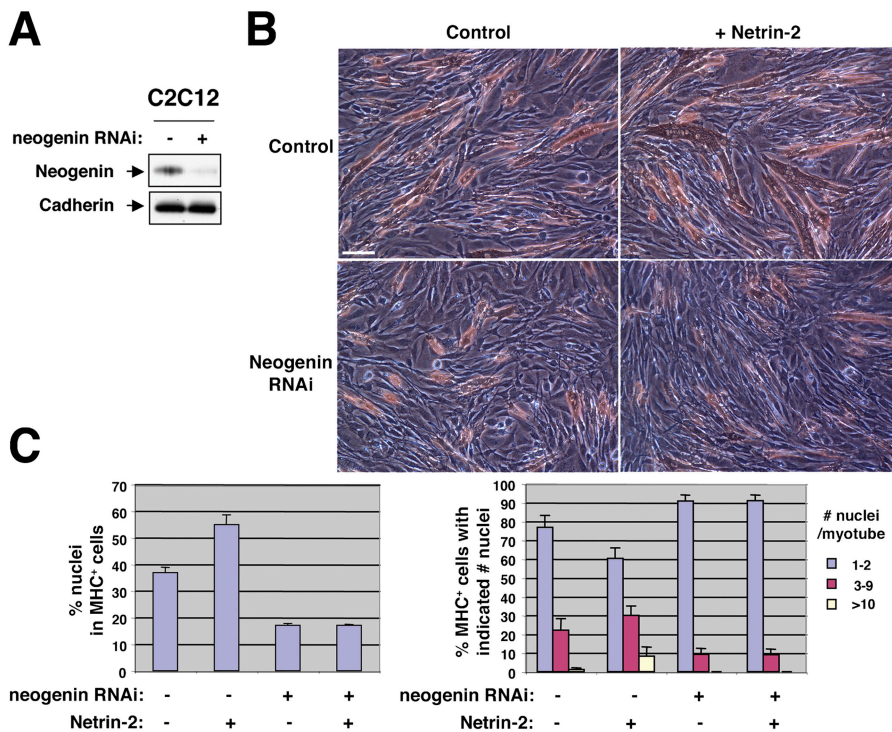 A
C2C12
neogenin RNAi: - +
Neogenin
Cadherin
B
Control + Netrin-2
Control
Neogenin
RNAi
C
% nuclei
in MHC+ cells
70
60
50
40
30
20
10
0
neogenin RNAi: - - + +
Netrin-2: - + - +
% MHC+ cells with
indicated # nuclei
100
90
80
70
60
50
40
30
20
10
0
neogenin RNAi: - - + +
Netrin-2: - + - +
# nuclei
/myotube
1-2
3-9
>10